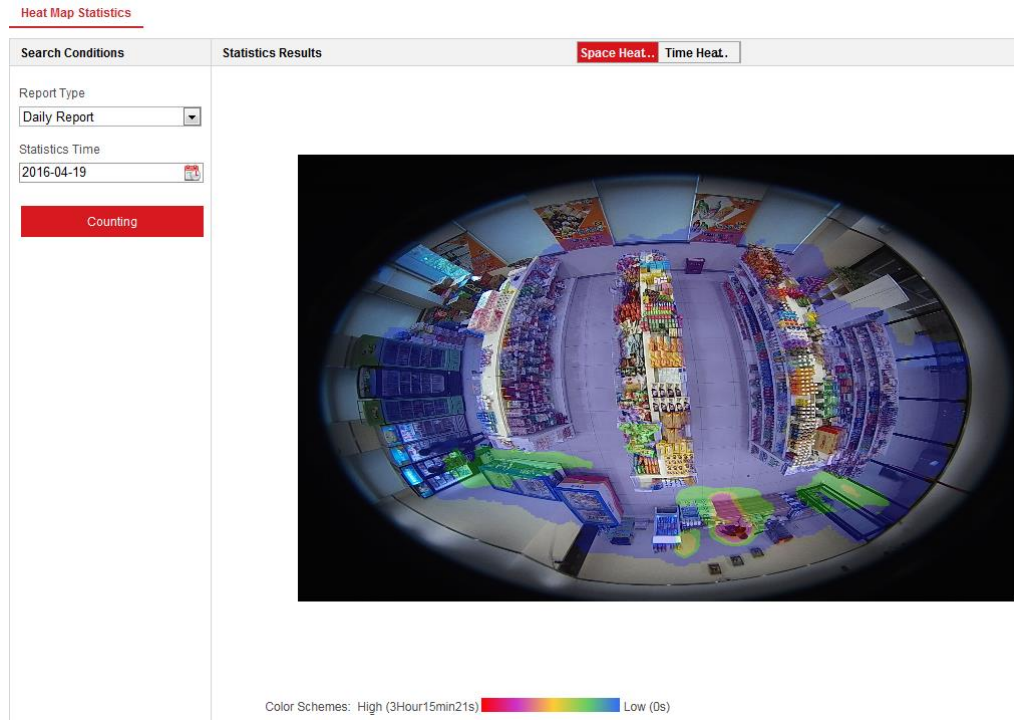 Heat Map Statistics
Search Conditions
Statistics Results
Space Heat..
Time Heat..
Report Type
Daily Report
Statistics Time
2016-04-19
Counting
Color Schemes: High (3Hour15min21s)
Low (0s)